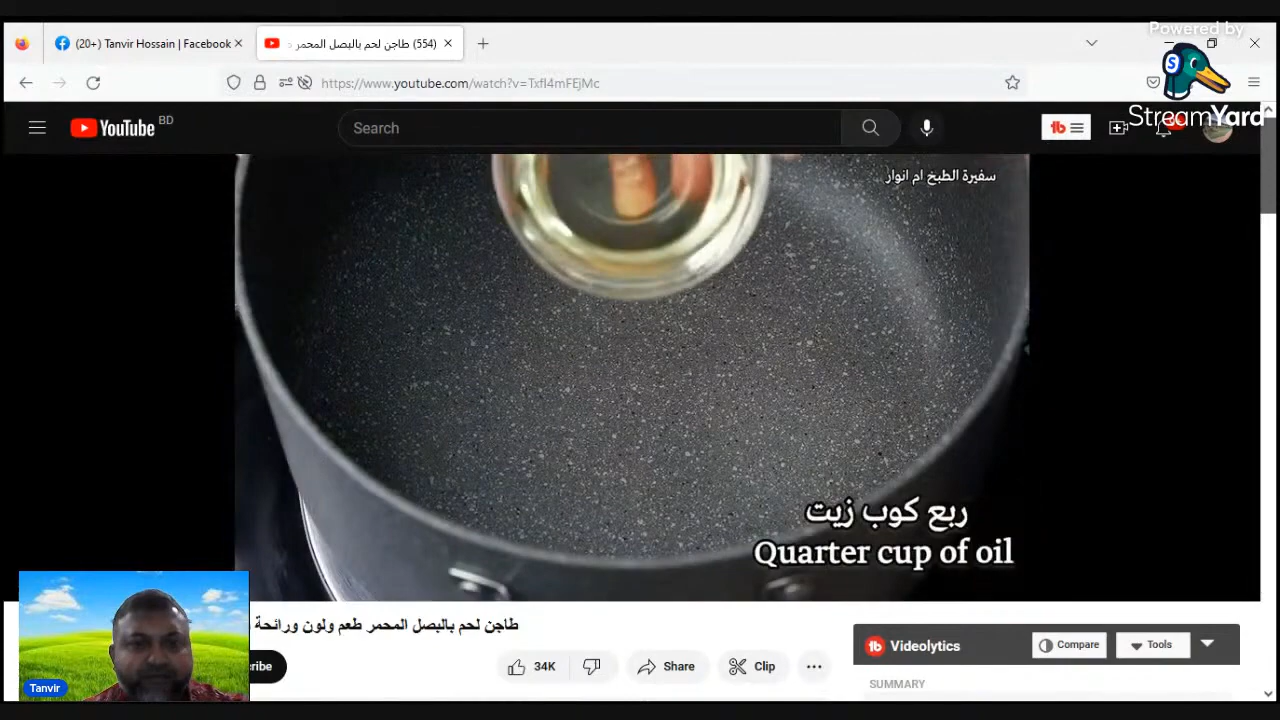 Powered by
StreamYard
(20+) Tanvir Hossain | Facebook
(554) طاجن لحم بالبصل المحمر
https://www.youtube.com/watch?v=Txfl4mFEjMc
YouTube BD
Search
سفيرة الطبخ ام انوار
ربع كوب زيت
Quarter cup of oil
طاجن لحم بالبصل المحمر طعم ولون ورائحة
34K
Share
Clip
Videolytics
Compare
Tools
SUMMARY
Tanvir